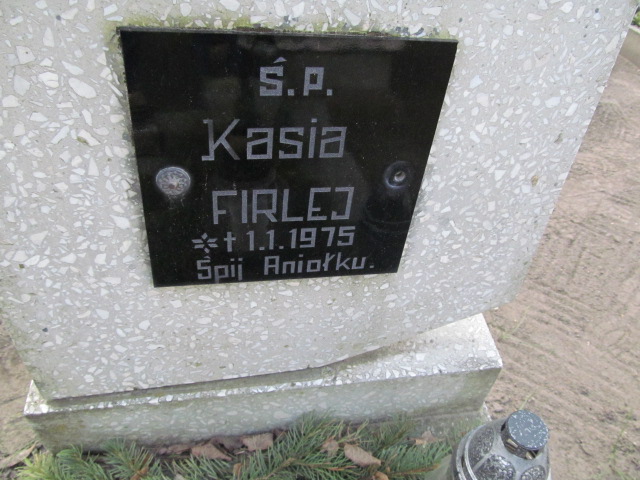 Ś.P.
Kasia
FIRLEJ
✲ † 1.1.1975
Śpij Aniołku.